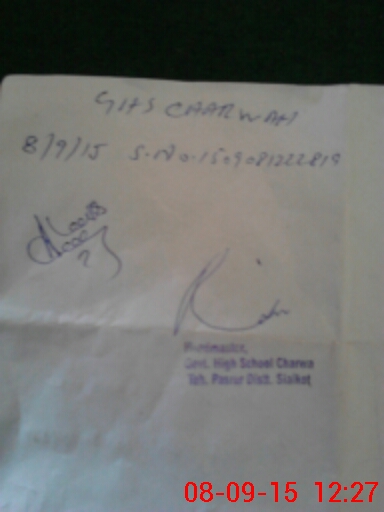 GHS CHARWAH
8/9/15 S.No.1509081222819
Headmaster,
Govt. High School Charwa
Teh. Pasrur Distt. Sialkot
08-09-15 12:27